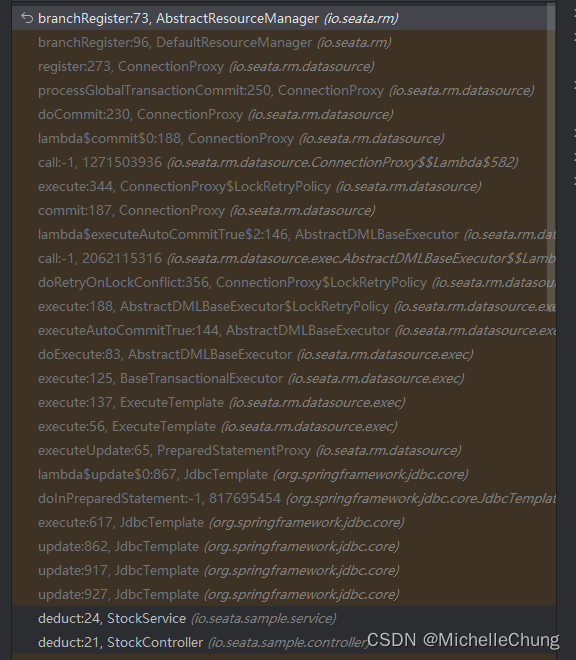 branchRegister:73, AbstractResourceManager (io.seata.rm)
branchRegister:96, DefaultResourceManager (io.seata.rm)
register:273, ConnectionProxy (io.seata.rm.datasource)
processGlobalTransactionCommit:250, ConnectionProxy (io.seata.rm.datasource)
doCommit:230, ConnectionProxy (io.seata.rm.datasource)
lambda$commit$0:188, ConnectionProxy (io.seata.rm.datasource)
call:-1, 1271503936 (io.seata.rm.datasource.ConnectionProxy$$Lambda$582)
execute:344, ConnectionProxy$LockRetryPolicy (io.seata.rm.datasource)
commit:187, ConnectionProxy (io.seata.rm.datasource)
lambda$executeAutoCommitTrue$2:146, AbstractDMLBaseExecutor (io.seata.rm.dat
call:-1, 2062115316 (io.seata.rm.datasource.exec.AbstractDMLBaseExecutor$$Lamb
doRetryOnLockConflict:356, ConnectionProxy$LockRetryPolicy (io.seata.rm.datasou
execute:188, AbstractDMLBaseExecutor$LockRetryPolicy (io.seata.rm.datasource.exe
executeAutoCommitTrue:144, AbstractDMLBaseExecutor (io.seata.rm.datasource.exe
doExecute:83, AbstractDMLBaseExecutor (io.seata.rm.datasource.exec)
execute:125, BaseTransactionalExecutor (io.seata.rm.datasource.exec)
execute:137, ExecuteTemplate (io.seata.rm.datasource.exec)
execute:56, ExecuteTemplate (io.seata.rm.datasource.exec)
executeUpdate:65, PreparedStatementProxy (io.seata.rm.datasource)
lambda$update$0:867, JdbcTemplate (org.springframework.jdbc.core)
doInPreparedStatement:-1, 817695454 (org.springframework.jdbc.core.JdbcTemplat
execute:617, JdbcTemplate (org.springframework.jdbc.core)
update:862, JdbcTemplate (org.springframework.jdbc.core)
update:917, JdbcTemplate (org.springframework.jdbc.core)
update:927, JdbcTemplate (org.springframework.jdbc.core)
deduct:24, StockService (io.seata.sample.service)
deduct:21, StockController (io.seata.sample.controller)
CSDN @MichelleChung